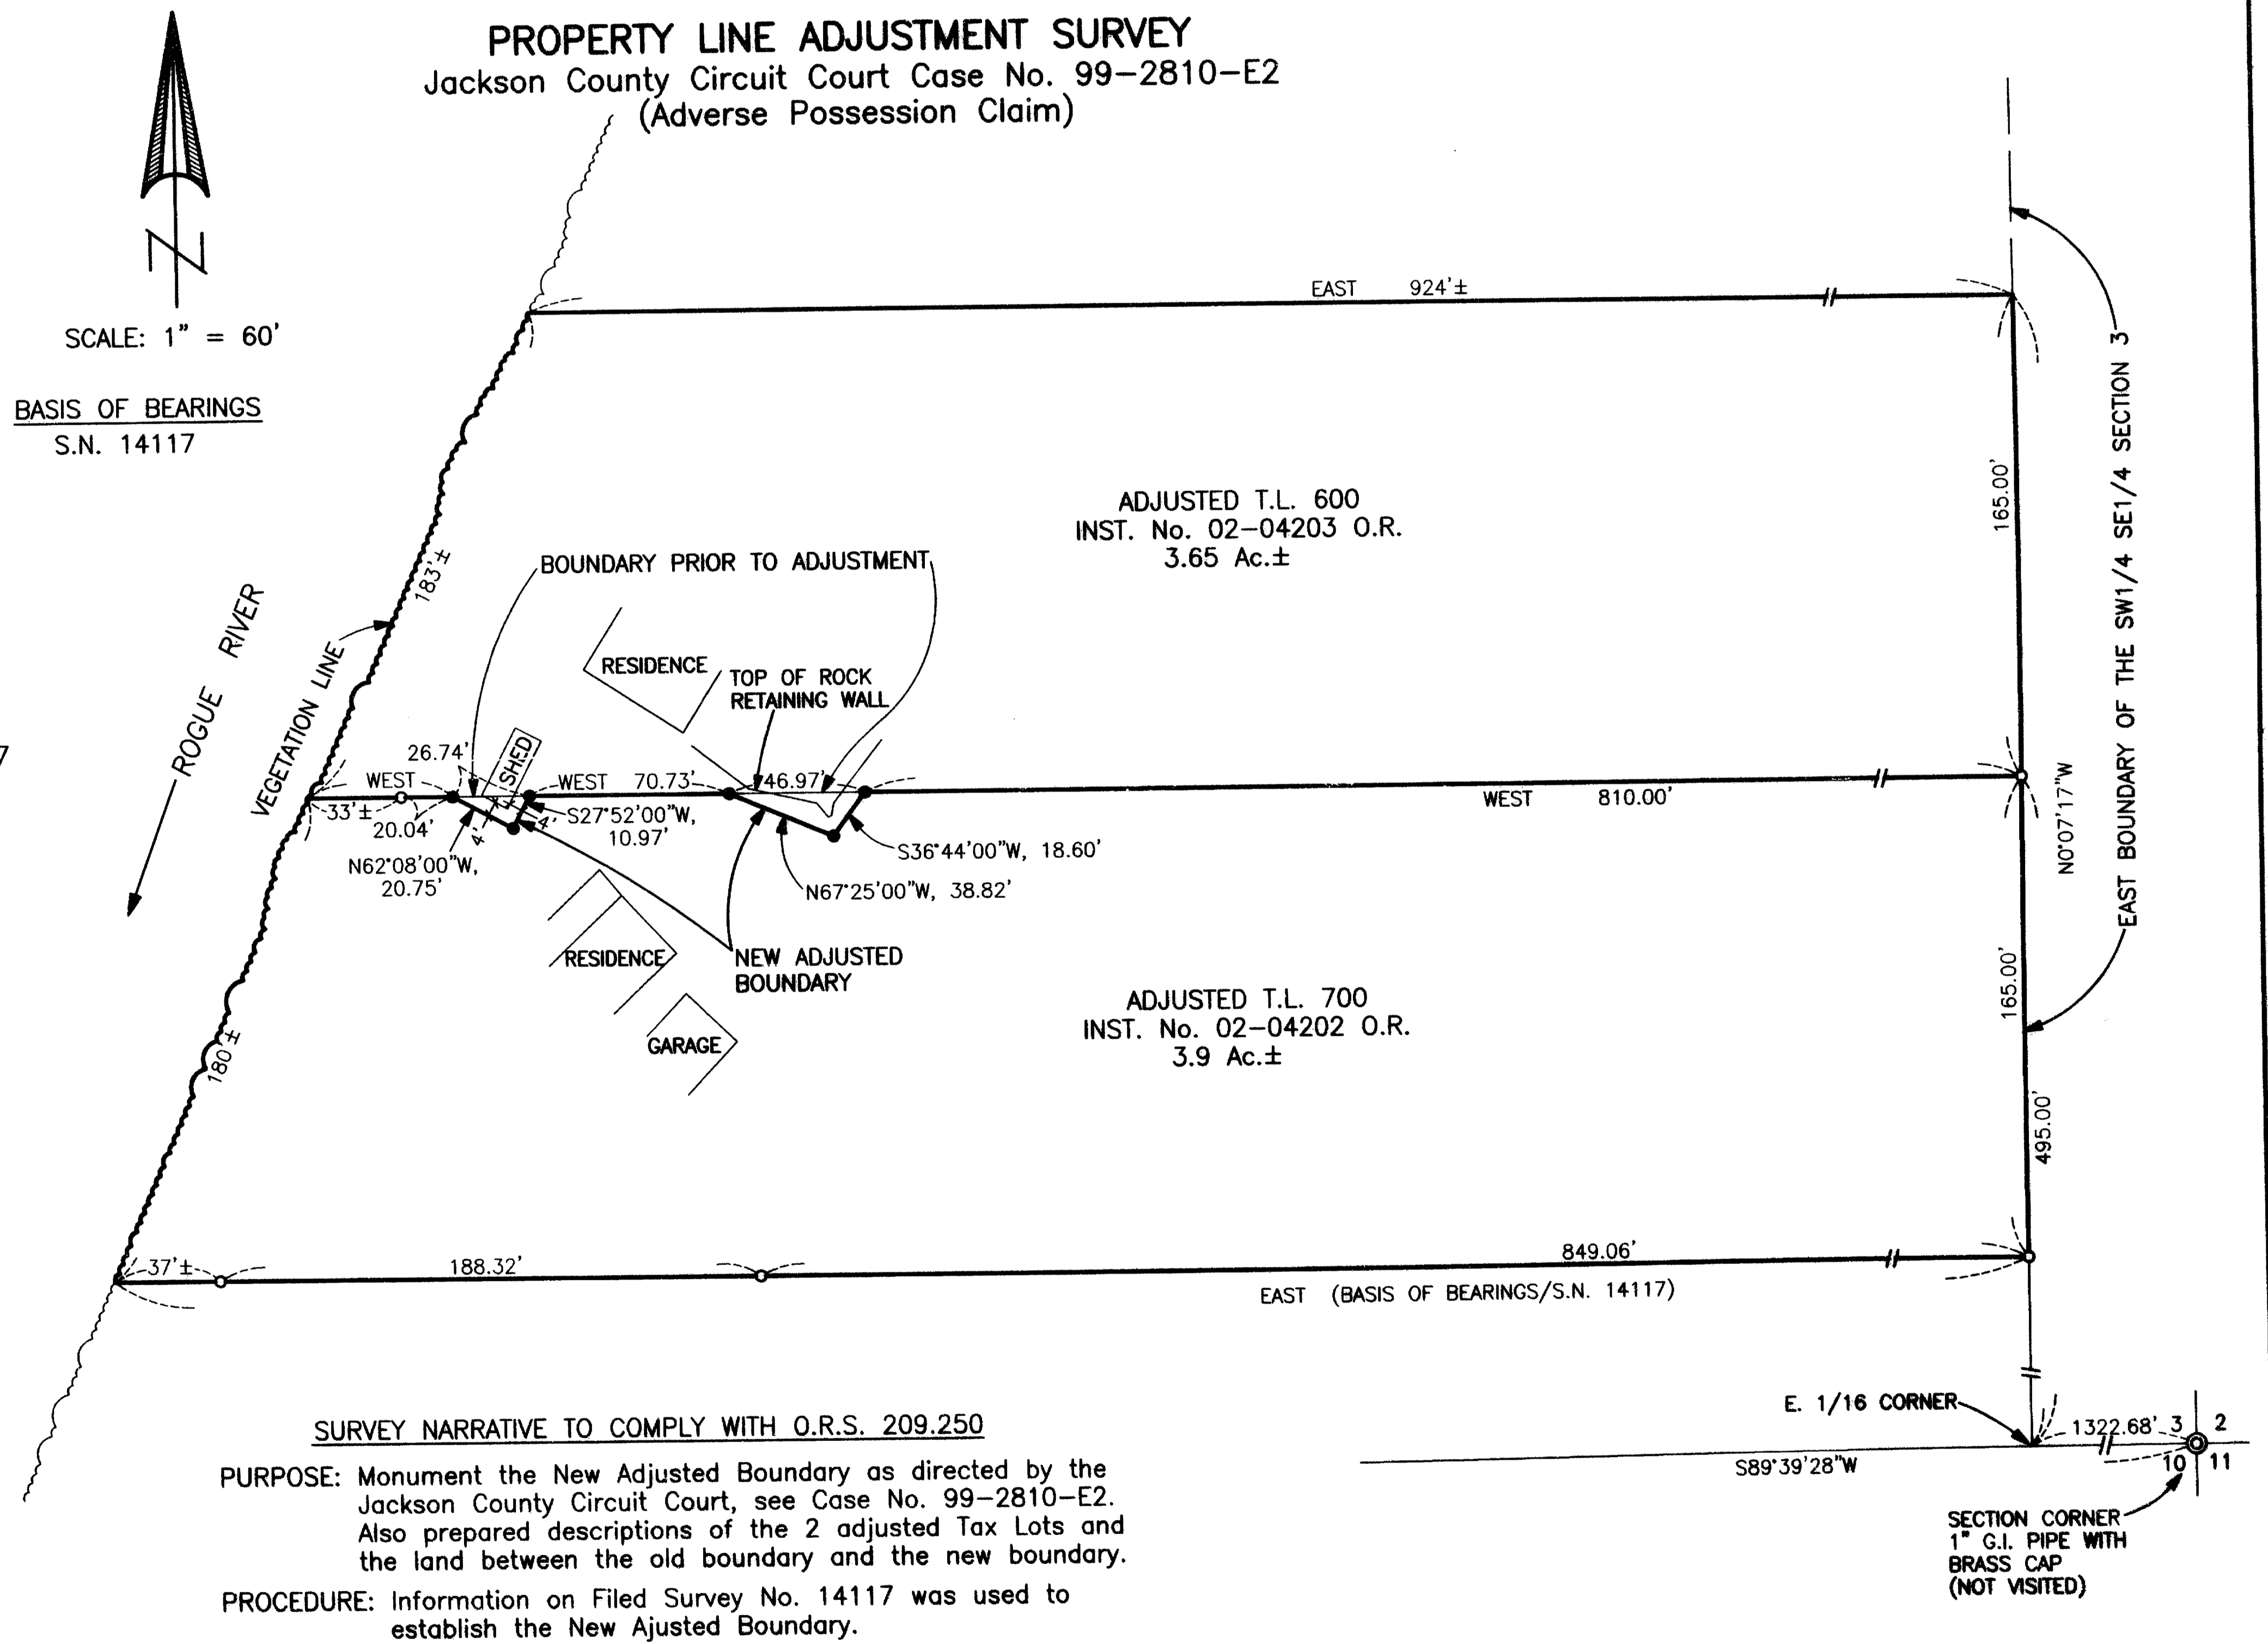 PROPERTY LINE ADJUSTMENT SURVEY
Jackson County Circuit Court Case No. 99-2810-E2
(Adverse Possession Claim)
SCALE: 1" = 60'
BASIS OF BEARINGS
S.N. 14117
EAST 924'±
165.00'
EAST BOUNDARY OF THE SW1/4 SE1/4 SECTION 3
ADJUSTED T.L. 600
INST. No. 02-04203 O.R.
3.65 Ac.±
BOUNDARY PRIOR TO ADJUSTMENT
183'±
ROGUE RIVER
VEGETATION LINE
RESIDENCE
TOP OF ROCK
RETAINING WALL
SHED
26.74'
WEST
WEST 70.73'
46.97'
WEST 810.00'
33'±
20.04'
4'
4'
S27°52'00"W,
10.97'
N62°08'00"W,
20.75'
S36°44'00"W, 18.60'
N67°25'00"W, 38.82'
N0°07'17"W
RESIDENCE
NEW ADJUSTED
BOUNDARY
GARAGE
ADJUSTED T.L. 700
INST. No. 02-04202 O.R.
3.9 Ac.±
165.00'
180'±
495.00'
37'±
188.32'
849.06'
EAST (BASIS OF BEARINGS/S.N. 14117)
E. 1/16 CORNER
1322.68'
3 2
10 11
S89°39'28"W
SECTION CORNER
1" G.I. PIPE WITH
BRASS CAP
(NOT VISITED)
SURVEY NARRATIVE TO COMPLY WITH O.R.S. 209.250
PURPOSE: Monument the New Adjusted Boundary as directed by the
Jackson County Circuit Court, see Case No. 99-2810-E2.
Also prepared descriptions of the 2 adjusted Tax Lots and
the land between the old boundary and the new boundary.
PROCEDURE: Information on Filed Survey No. 14117 was used to
establish the New Ajusted Boundary.